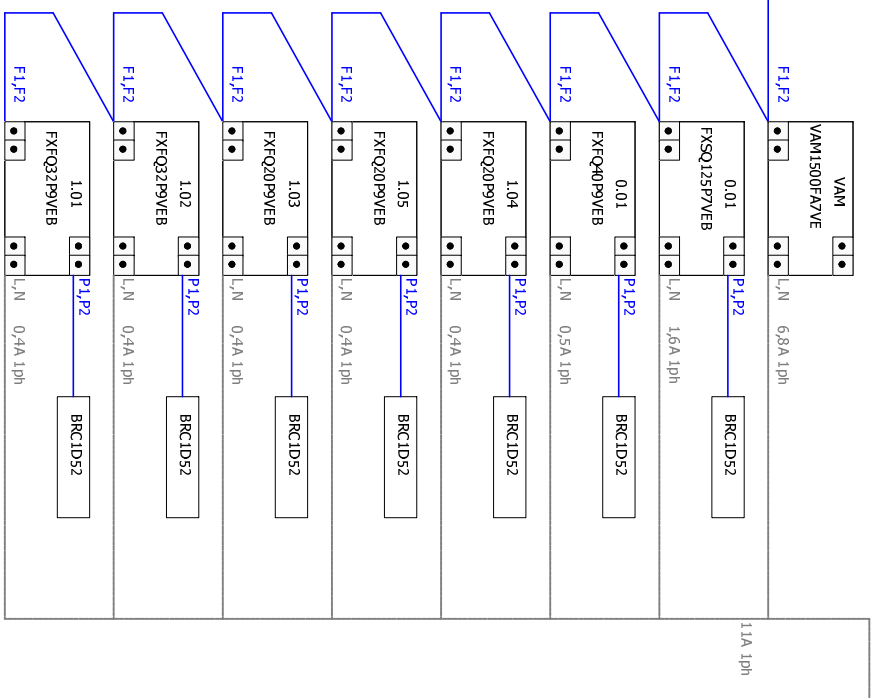 F1,F2
1.01
FXFQ32P9VEB
P1,P2
L,N 0,4A 1ph
BRC1D52
F1,F2
1.02
FXFQ32P9VEB
P1,P2
L,N 0,4A 1ph
BRC1D52
F1,F2
1.03
FXFQ20P9VEB
P1,P2
L,N 0,4A 1ph
BRC1D52
F1,F2
1.05
FXFQ20P9VEB
P1,P2
L,N 0,4A 1ph
BRC1D52
F1,F2
1.04
FXFQ20P9VEB
P1,P2
L,N 0,4A 1ph
BRC1D52
F1,F2
0.01
FXFQ40P9VEB
P1,P2
L,N 0,5A 1ph
BRC1D52
F1,F2
0.01
FXSQ125P7VEB
P1,P2
L,N 1,6A 1ph
BRC1D52
F1,F2
VAM
VAM1500FA7VE
L,N 6,8A 1ph
11A 1ph